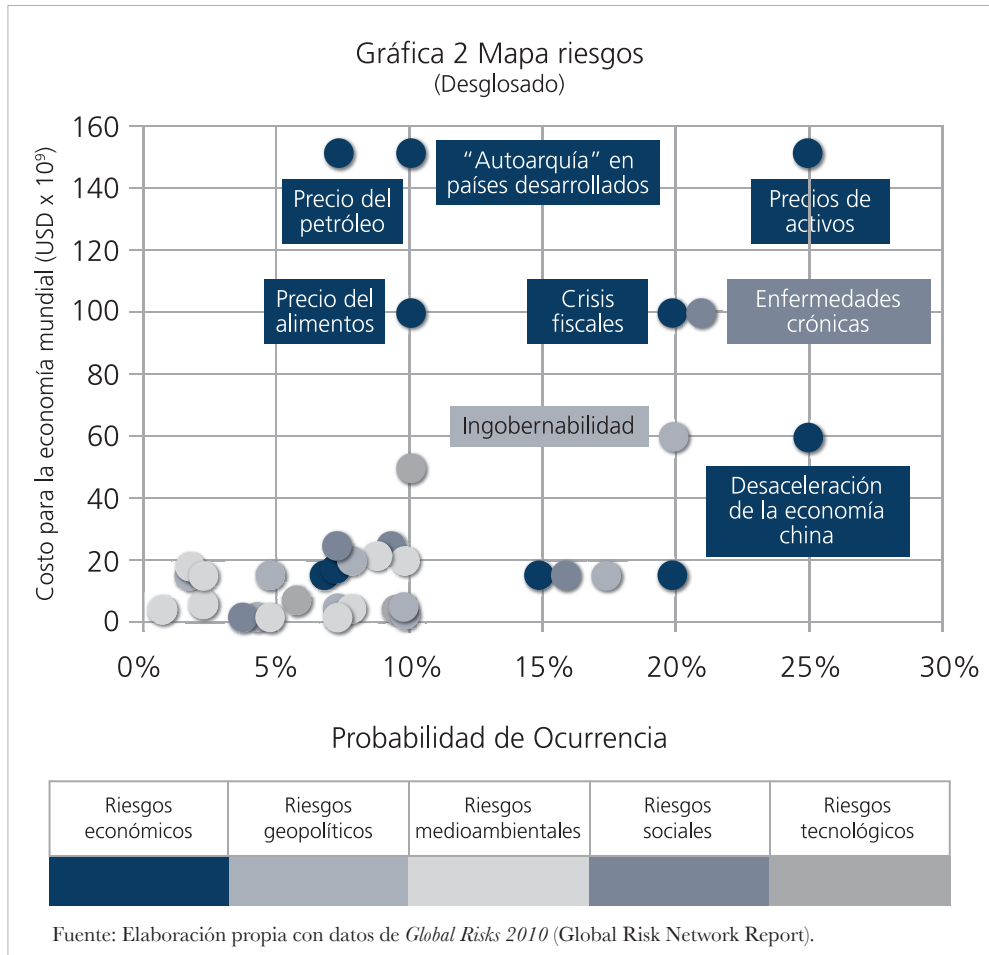 Gráfica 2 Mapa riesgos
(Desglosado)
Costo para la economía mundial (USD x 10⁹)
160
140
120
100
80
60
40
20
0
"Autoarquía" en
países desarrollados
Precio del
petróleo
Precios de
activos
Precio del
alimentos
Crisis
fiscales
Enfermedades
crónicas
Ingobernabilidad
Desaceleración
de la economía
china
0%
5%
10%
15%
20%
25%
30%
Probabilidad de Ocurrencia
Riesgos
económicos
Riesgos
geopolíticos
Riesgos
medioambientales
Riesgos
sociales
Riesgos
tecnológicos
Fuente: Elaboración propia con datos de Global Risks 2010 (Global Risk Network Report).